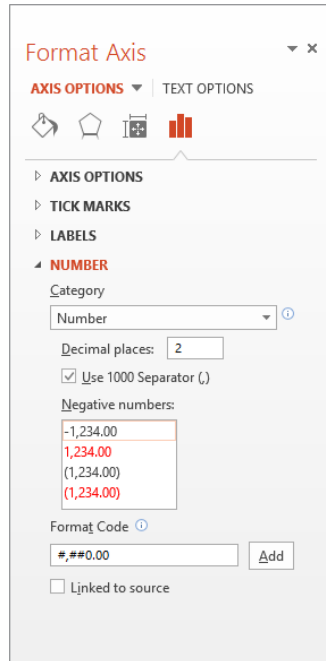 Format Axis
AXIS OPTIONS TEXT OPTIONS
AXIS OPTIONS
TICK MARKS
LABELS
NUMBER
Category
Number
Decimal places: 2
Use 1000 Separator (,)
Negative numbers:
-1,234.00
1,234.00
(1,234.00)
(1,234.00)
Format Code
#,##0.00 Add
Linked to source